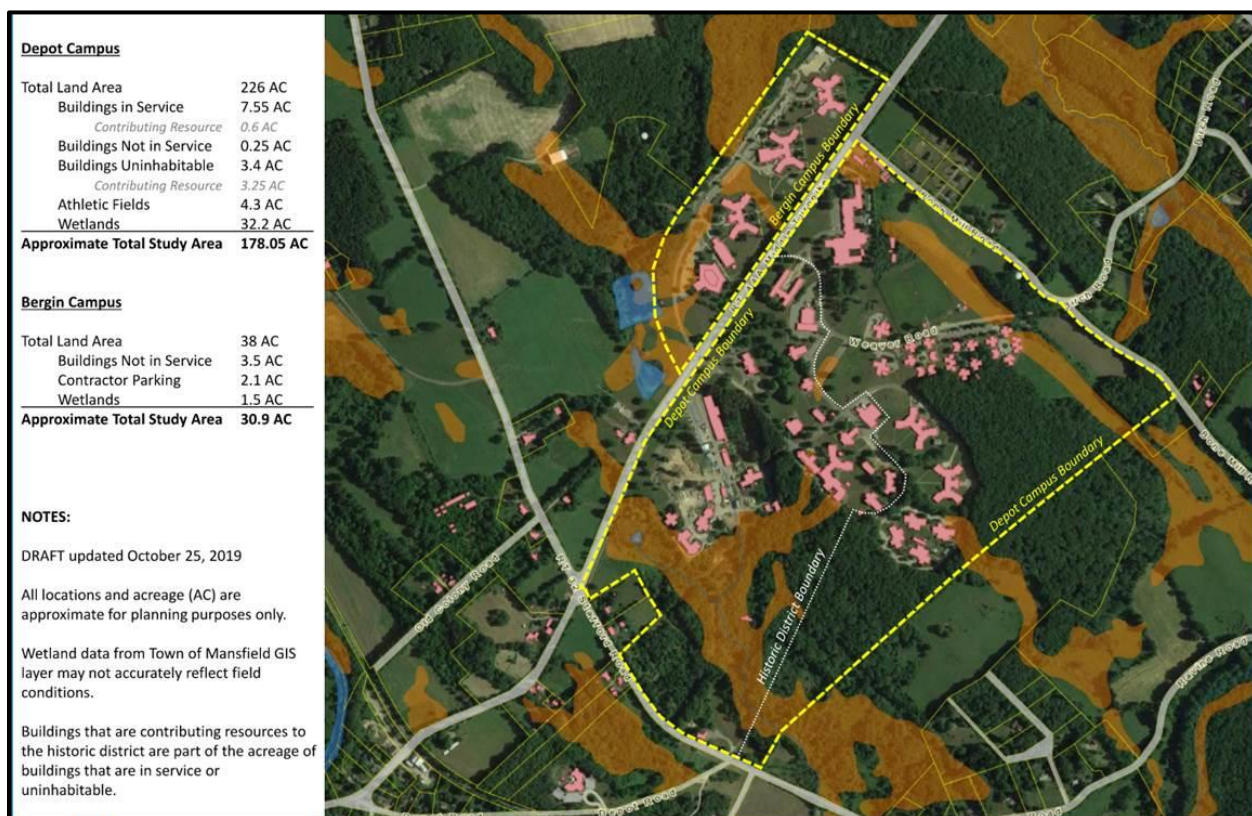 Depot Campus
Total Land Area 226 AC
Buildings in Service 7.55 AC
Contributing Resource 0.6 AC
Buildings Not in Service 0.25 AC
Buildings Uninhabitable 3.4 AC
Contributing Resource 3.25 AC
Athletic Fields 4.3 AC
Wetlands 32.2 AC
Approximate Total Study Area 178.05 AC
Bergin Campus
Total Land Area 38 AC
Buildings Not in Service 3.5 AC
Contractor Parking 2.1 AC
Wetlands 1.5 AC
Approximate Total Study Area 30.9 AC
NOTES:
DRAFT updated October 25, 2019
All locations and acreage (AC) are
approximate for planning purposes only.
Wetland data from Town of Mansfield GIS
layer may not accurately reflect field
conditions.
Buildings that are contributing resources to
the historic district are part of the acreage of
buildings that are in service or
uninhabitable.
Bergin Campus Boundary
Depot Campus Boundary
Weaver Road
Depot Campus Boundary
Historic District Boundary
Old Colony Road
Depot Road
Ravine Road
Road